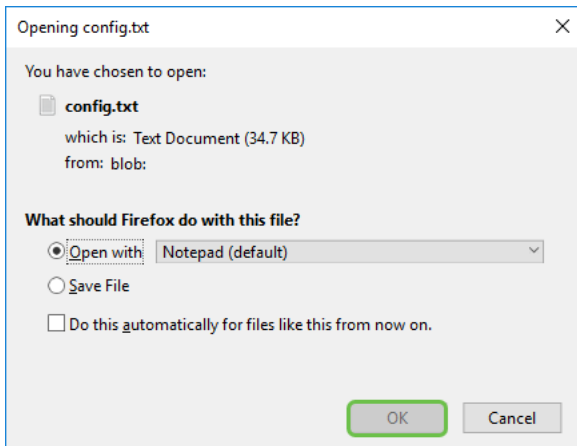 Opening config.txt
You have chosen to open:
config.txt
which is: Text Document (34.7 KB)
from: blob:
What should Firefox do with this file?
Open with Notepad (default)
Save File
Do this automatically for files like this from now on.
OK Cancel